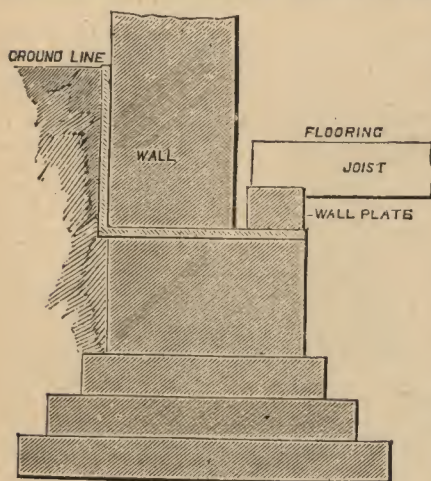 GROUND LINE
WALL
FLOORING
JOIST
WALL PLATE